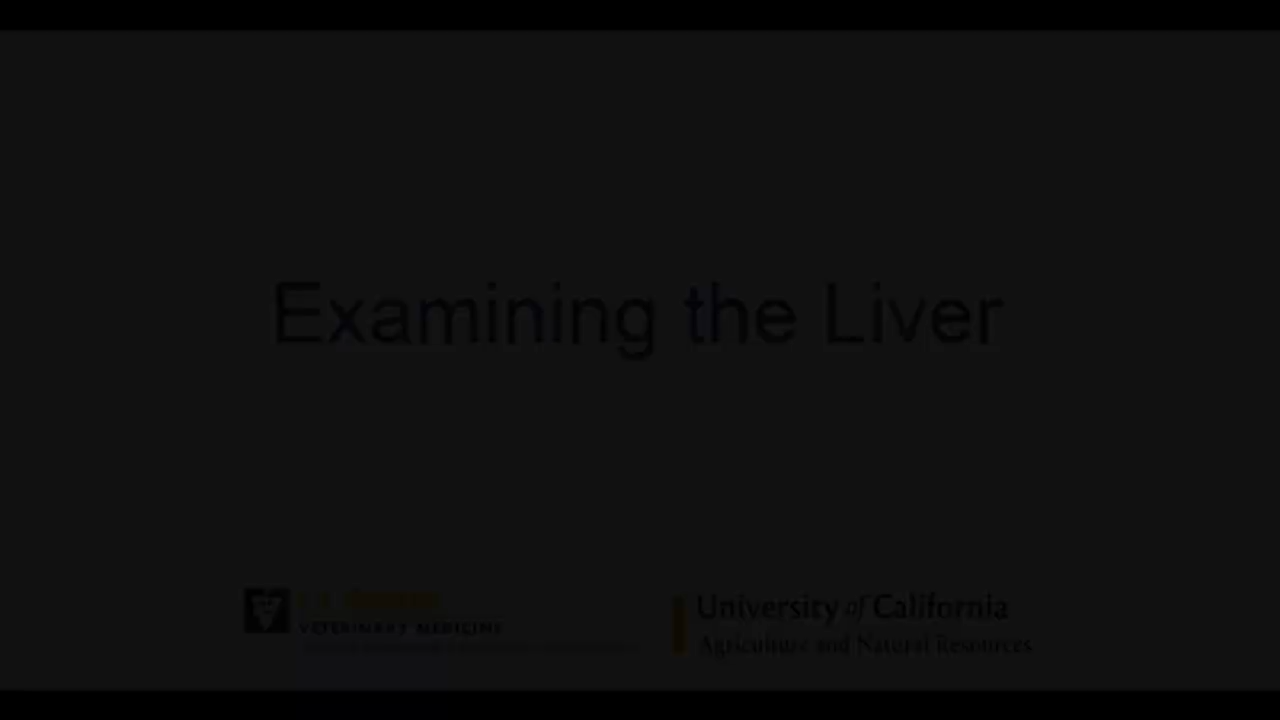 Examining the Liver
VETERINARY MEDICINE
University of California
Agriculture and Natural Resources